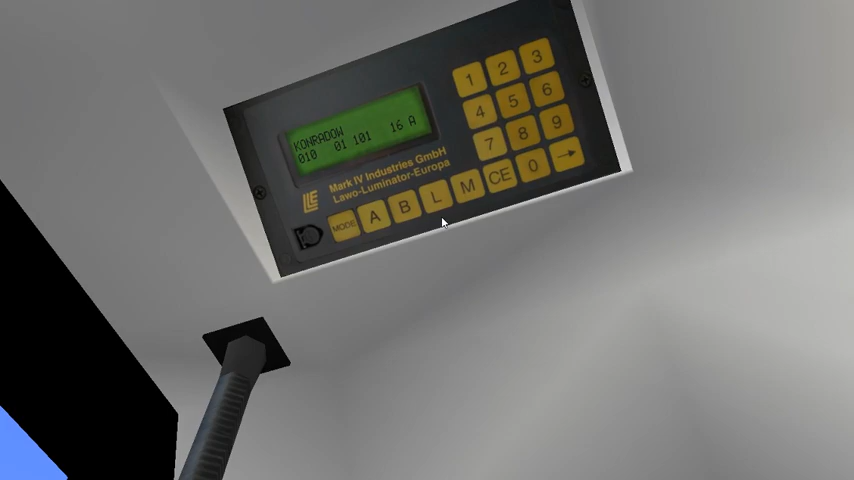 KONRADOW
010 01 101 16 A
Mark IV Industries GmbH
Lawo-Luminator-Europa
LLE
1 2 3
4 5 6
7 8 9
MODE A B L M CE 0 →